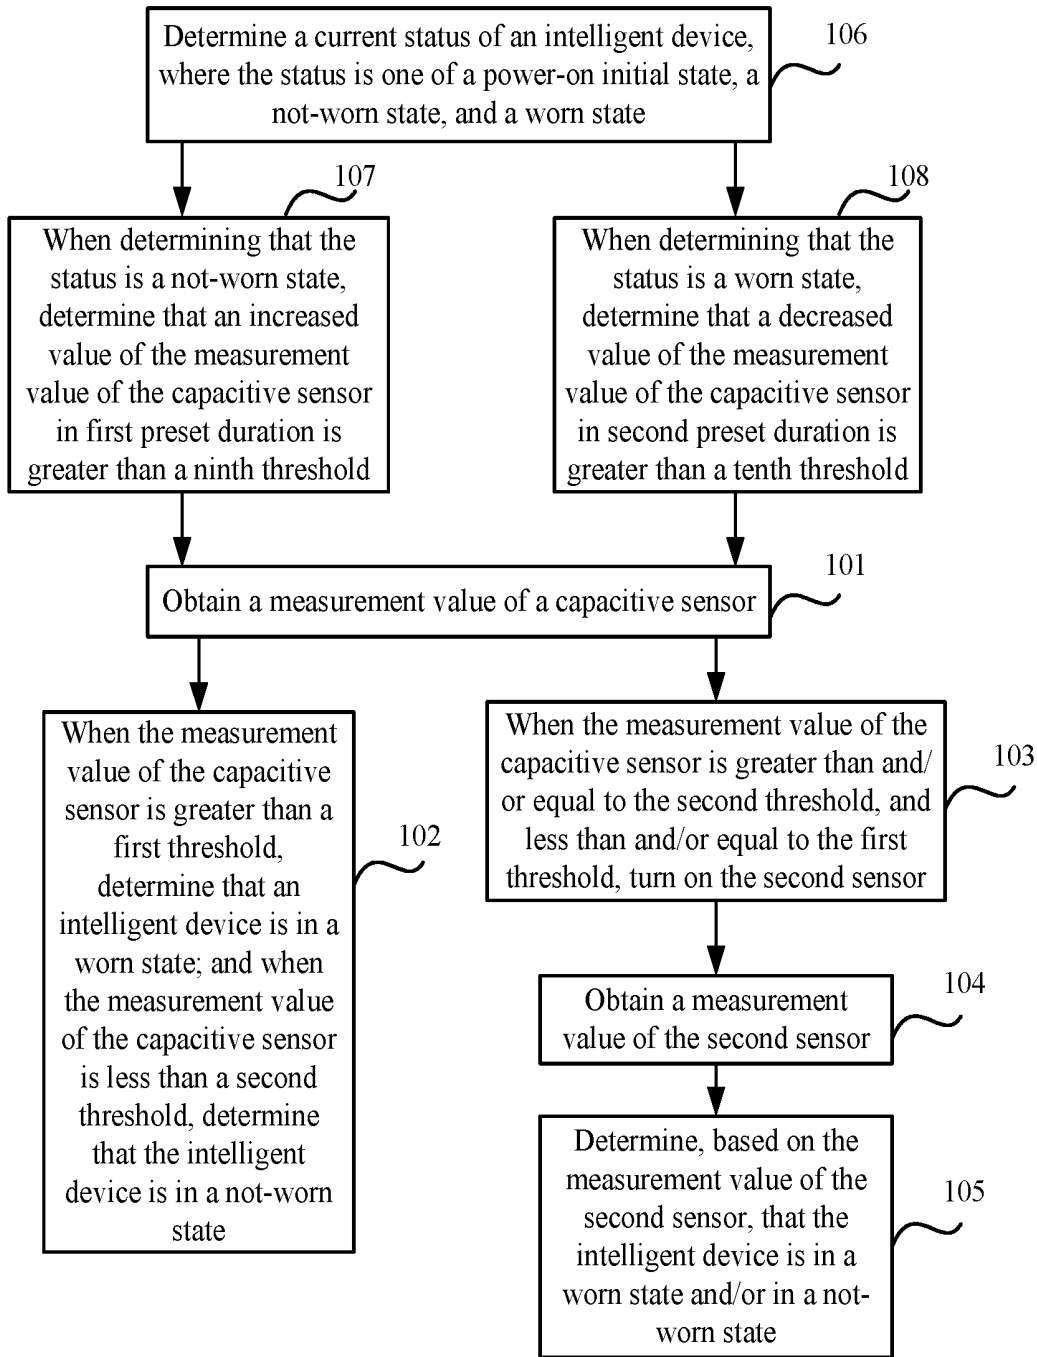 Determine a current status of an intelligent device,
where the status is one of a power-on initial state, a
not-worn state, and a worn state
106
107
When determining that the
status is a not-worn state,
determine that an increased
value of the measurement
value of the capacitive sensor
in first preset duration is
greater than a ninth threshold
108
When determining that the
status is a worn state,
determine that a decreased
value of the measurement
value of the capacitive sensor
in second preset duration is
greater than a tenth threshold
101
Obtain a measurement value of a capacitive sensor
When the measurement
value of the capacitive
sensor is greater than a
first threshold,
determine that an
intelligent device is in a
worn state; and when
the measurement value
of the capacitive sensor
is less than a second
threshold, determine
that the intelligent
device is in a not-worn
state
102
When the measurement value of the
capacitive sensor is greater than and/
or equal to the second threshold, and
less than and/or equal to the first
threshold, turn on the second sensor
103
Obtain a measurement
value of the second sensor
104
Determine, based on the
measurement value of the
second sensor, that the
intelligent device is in a
worn state and/or in a not-
worn state
105